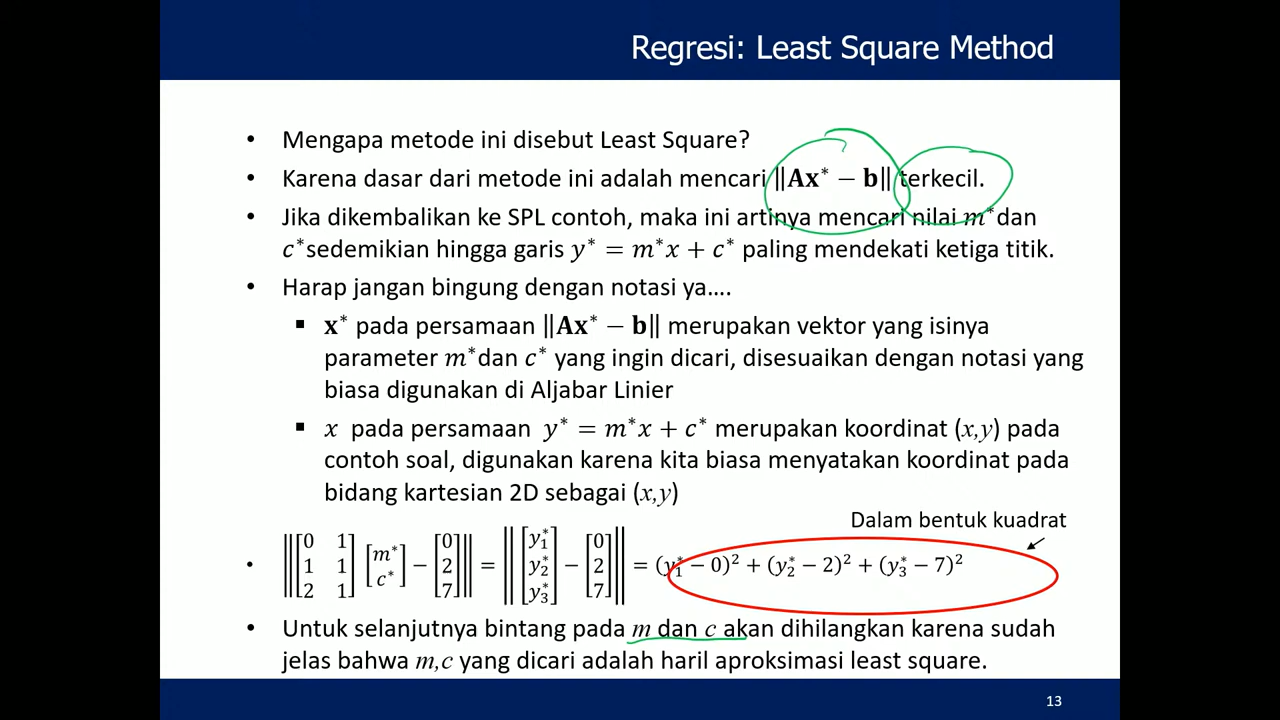 Regresi: Least Square Method
• Mengapa metode ini disebut Least Square?
• Karena dasar dari metode ini adalah mencari ‖Ax* − b‖ terkecil.
• Jika dikembalikan ke SPL contoh, maka ini artinya mencari nilai m* dan
c*sedemikian hingga garis y* = m*x + c* paling mendekati ketiga titik.
• Harap jangan bingung dengan notasi ya....
▪ x* pada persamaan ‖Ax* − b‖ merupakan vektor yang isinya
parameter m*dan c* yang ingin dicari, disesuaikan dengan notasi yang
biasa digunakan di Aljabar Linier
▪ x pada persamaan y* = m*x + c* merupakan koordinat (x,y) pada
contoh soal, digunakan karena kita biasa menyatakan koordinat pada
bidang kartesian 2D sebagai (x,y)
Dalam bentuk kuadrat
• ‖[0 1; 1 1; 2 1] [m*; c*] − [0; 2; 7]‖ = ‖[y₁*; y₂*; y₃*] − [0; 2; 7]‖ = (y₁* − 0)² + (y₂* − 2)² + (y₃* − 7)²
• Untuk selanjutnya bintang pada m dan c akan dihilangkan karena sudah
jelas bahwa m,c yang dicari adalah haril aproksimasi least square.
13